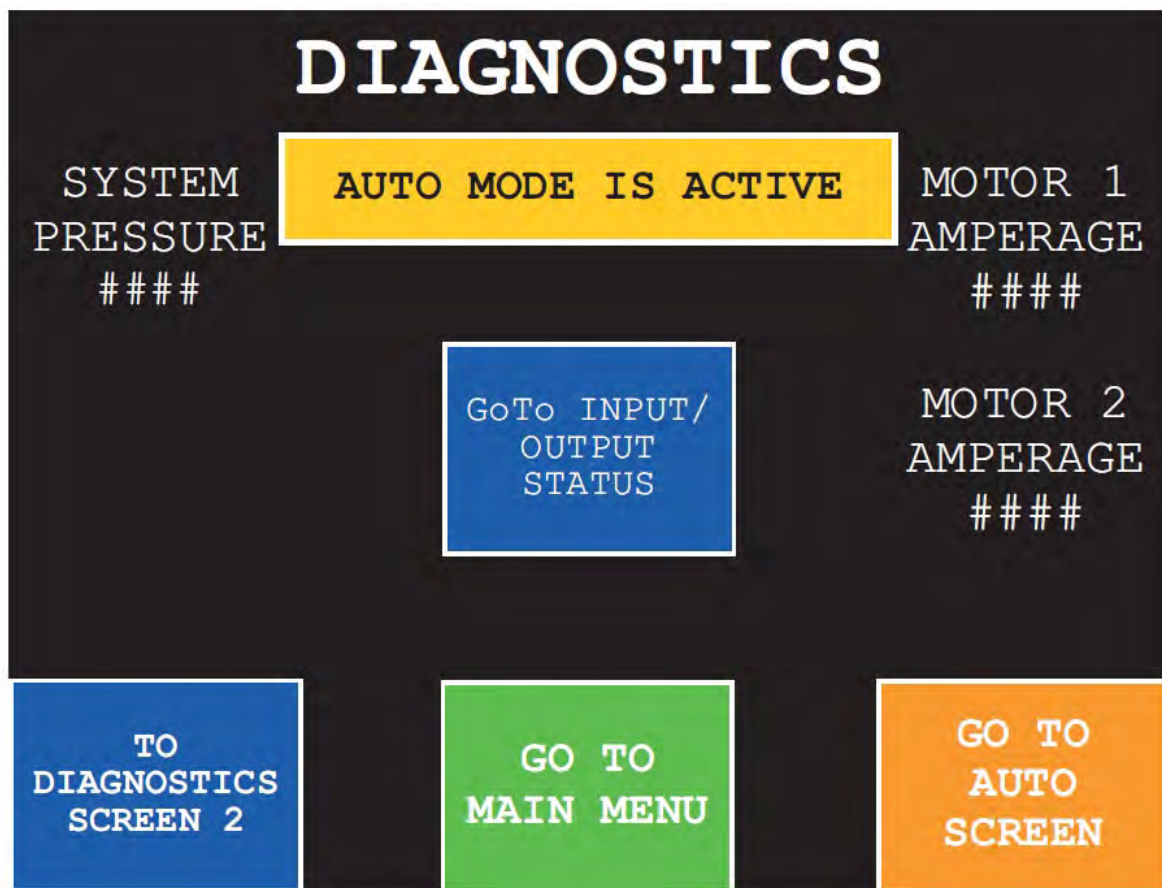 DIAGNOSTICS
SYSTEM
PRESSURE
####
AUTO MODE IS ACTIVE
MOTOR 1
AMPERAGE
####
GoTo INPUT/
OUTPUT
STATUS
MOTOR 2
AMPERAGE
####
TO
DIAGNOSTICS
SCREEN 2
GO TO
MAIN MENU
GO TO
AUTO
SCREEN